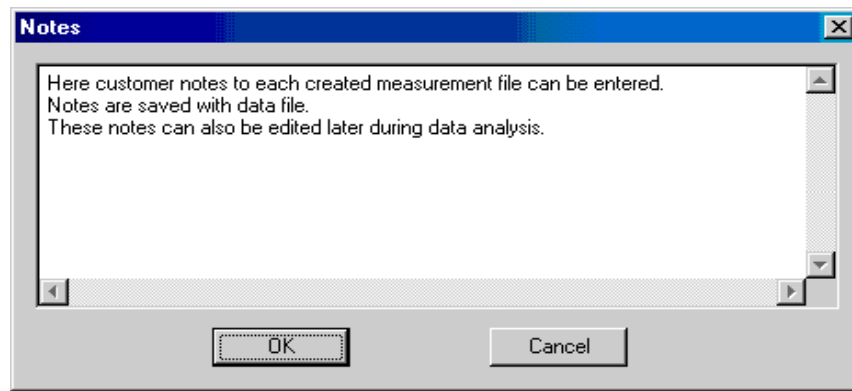 Notes
Here customer notes to each created measurement file can be entered.
Notes are saved with data file.
These notes can also be edited later during data analysis.
OK Cancel